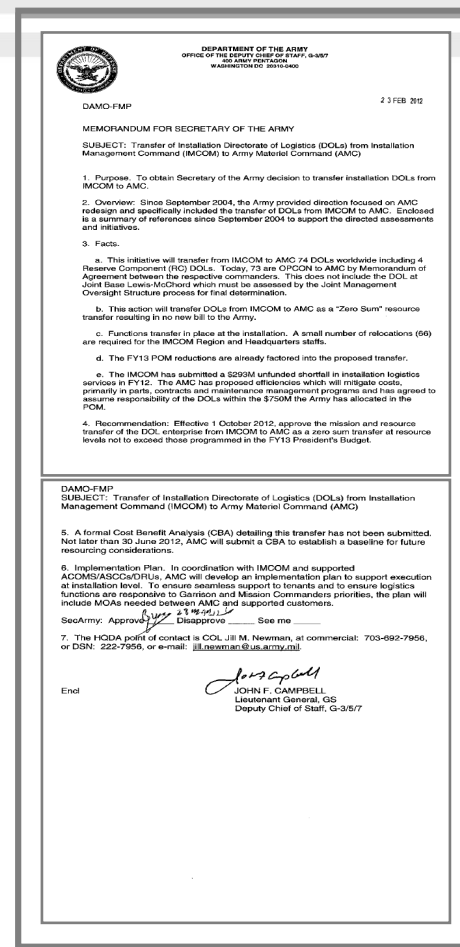 DEPARTMENT OF THE ARMY
OFFICE OF THE DEPUTY CHIEF OF STAFF, G-3/5/7
400 ARMY PENTAGON
WASHINGTON DC 20310-0400
23 FEB 2012
DAMO-FMP
MEMORANDUM FOR SECRETARY OF THE ARMY
SUBJECT: Transfer of Installation Directorate of Logistics (DOLs) from Installation
Management Command (IMCOM) to Army Materiel Command (AMC)
1. Purpose. To obtain Secretary of the Army decision to transfer installation DOLs from
IMCOM to AMC.
2. Overview: Since September 2004, the Army provided direction focused on AMC
redesign and specifically included the transfer of DOLs from IMCOM to AMC. Enclosed
is a summary of references since September 2004 to support the directed assessments
and initiatives.
3. Facts.
a. This initiative will transfer from IMCOM to AMC 74 DOLs worldwide including 4
Reserve Component (RC) DOLs. Today, 73 are OPCON to AMC by Memorandum of
Agreement between the respective commanders. This does not include the DOL at
Joint Base Lewis-McChord which must be assessed by the Joint Management
Oversight Structure process for final determination.
b. This action will transfer DOLs from IMCOM to AMC as a "Zero Sum" resource
transfer resulting in no new bill to the Army.
c. Functions transfer in place at the installation. A small number of relocations (66)
are required for the IMCOM Region and Headquarters staffs.
d. The FY13 POM reductions are already factored into the proposed transfer.
e. The IMCOM has submitted a $293M unfunded shortfall in installation logistics
services in FY12. The AMC has proposed efficiencies which will mitigate costs,
primarily in parts, contracts and maintenance management programs and has agreed to
assume responsibility of the DOLs within the $750M the Army has allocated in the
POM.
4. Recommendation: Effective 1 October 2012, approve the mission and resource
transfer of the DOL enterprise from IMCOM to AMC as a zero sum transfer at resource
levels not to exceed those programmed in the FY13 President's Budget.
DAMO-FMP
SUBJECT: Transfer of Installation Directorate of Logistics (DOLs) from Installation
Management Command (IMCOM) to Army Materiel Command (AMC)
5. A formal Cost Benefit Analysis (CBA) detailing this transfer has not been submitted.
Not later than 30 June 2012, AMC will submit a CBA to establish a baseline for future
resourcing considerations.
6. Implementation Plan. In coordination with IMCOM and supported
ACOMS/ASCCs/DRUs, AMC will develop an implementation plan to support execution
at installation level. To ensure seamless support to tenants and to ensure logistics
functions are responsive to Garrison and Mission Commanders priorities, the plan will
include MOAs needed between AMC and supported customers.
SecArmy: Approve ____ Disapprove ____ See me ____
7. The HQDA point of contact is COL Jill M. Newman, at commercial: 703-692-7956,
or DSN: 222-7956, or e-mail: jill.newman@us.army.mil.
Encl
JOHN F. CAMPBELL
Lieutenant General, GS
Deputy Chief of Staff, G-3/5/7